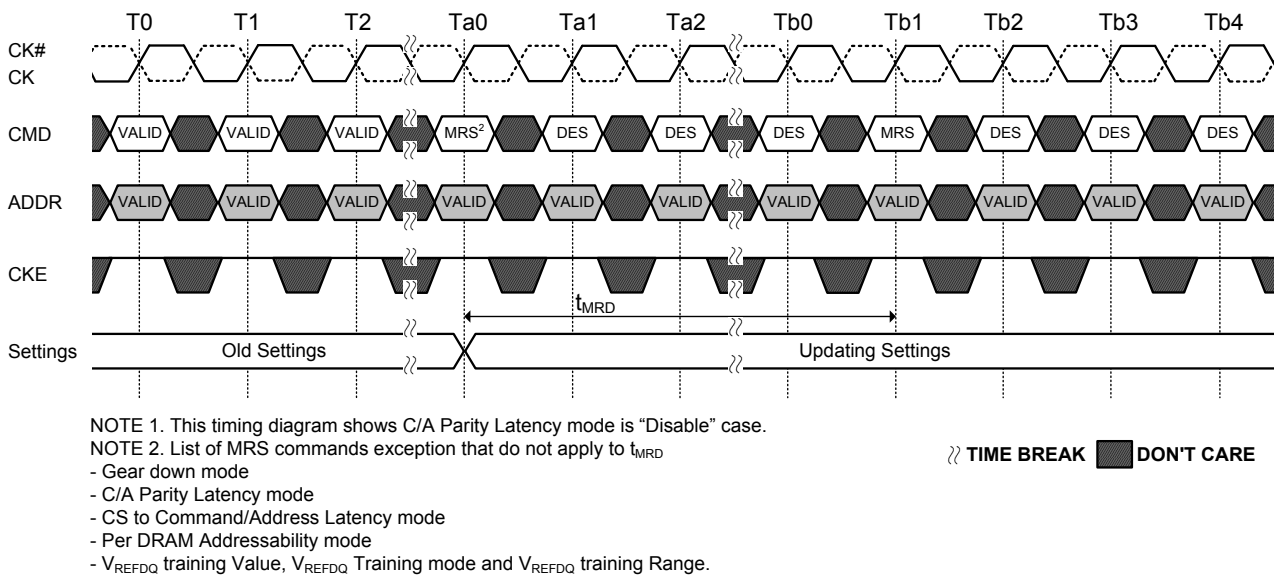 T0 T1 T2 Ta0 Ta1 Ta2 Tb0 Tb1 Tb2 Tb3 Tb4
CK#
CK
CMD VALID VALID VALID MRS² DES DES DES MRS DES DES DES
ADDR VALID VALID VALID VALID VALID VALID VALID VALID VALID VALID VALID
CKE
tMRD
Settings Old Settings Updating Settings
NOTE 1. This timing diagram shows C/A Parity Latency mode is “Disable” case.
NOTE 2. List of MRS commands exception that do not apply to tMRD
- Gear down mode
- C/A Parity Latency mode
- CS to Command/Address Latency mode
- Per DRAM Addressability mode
- VREFDQ training Value, VREFDQ Training mode and VREFDQ training Range.
TIME BREAK DON'T CARE